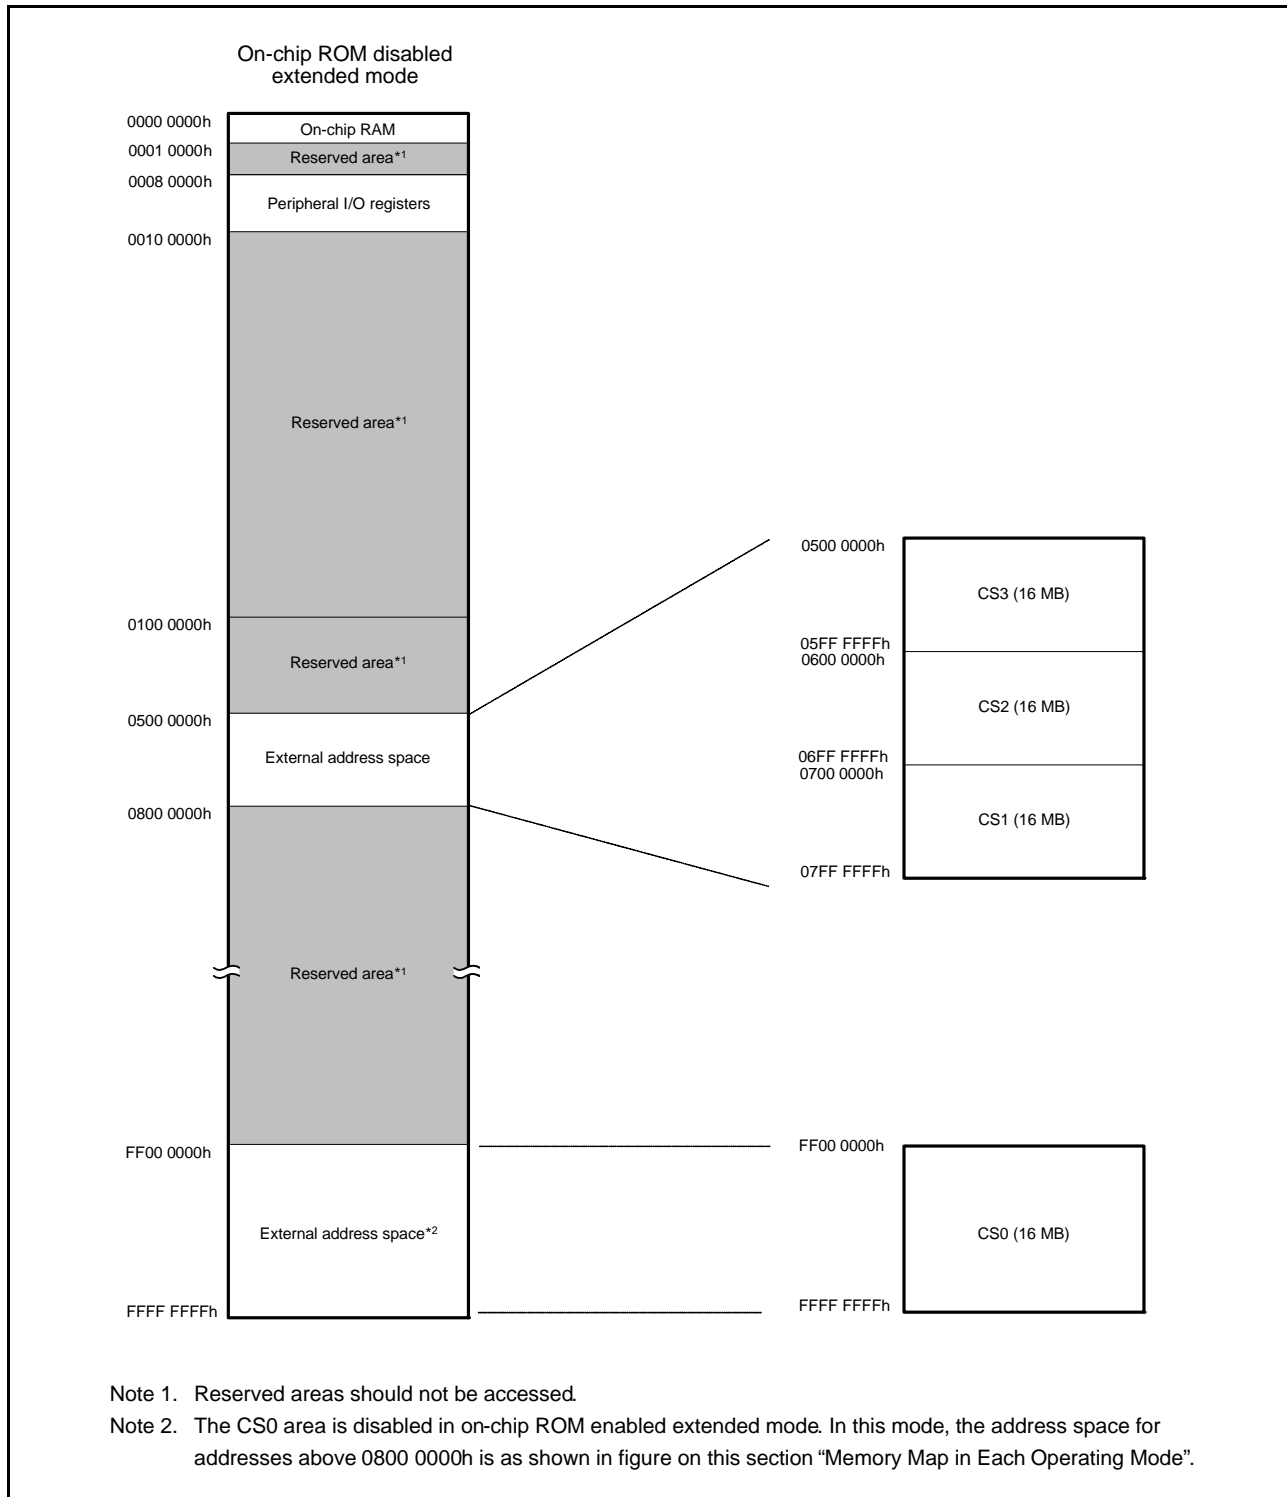 On-chip ROM disabled
extended mode
0000 0000h
On-chip RAM
0001 0000h
Reserved area*1
0008 0000h
Peripheral I/O registers
0010 0000h
Reserved area*1
0100 0000h
Reserved area*1
0500 0000h
External address space
0800 0000h
Reserved area*1
FF00 0000h
External address space*2
FFFF FFFFh
0500 0000h
CS3 (16 MB)
05FF FFFFh
0600 0000h
CS2 (16 MB)
06FF FFFFh
0700 0000h
CS1 (16 MB)
07FF FFFFh
FF00 0000h
CS0 (16 MB)
FFFF FFFFh
Note 1. Reserved areas should not be accessed.
Note 2. The CS0 area is disabled in on-chip ROM enabled extended mode. In this mode, the address space for
addresses above 0800 0000h is as shown in figure on this section “Memory Map in Each Operating Mode”.